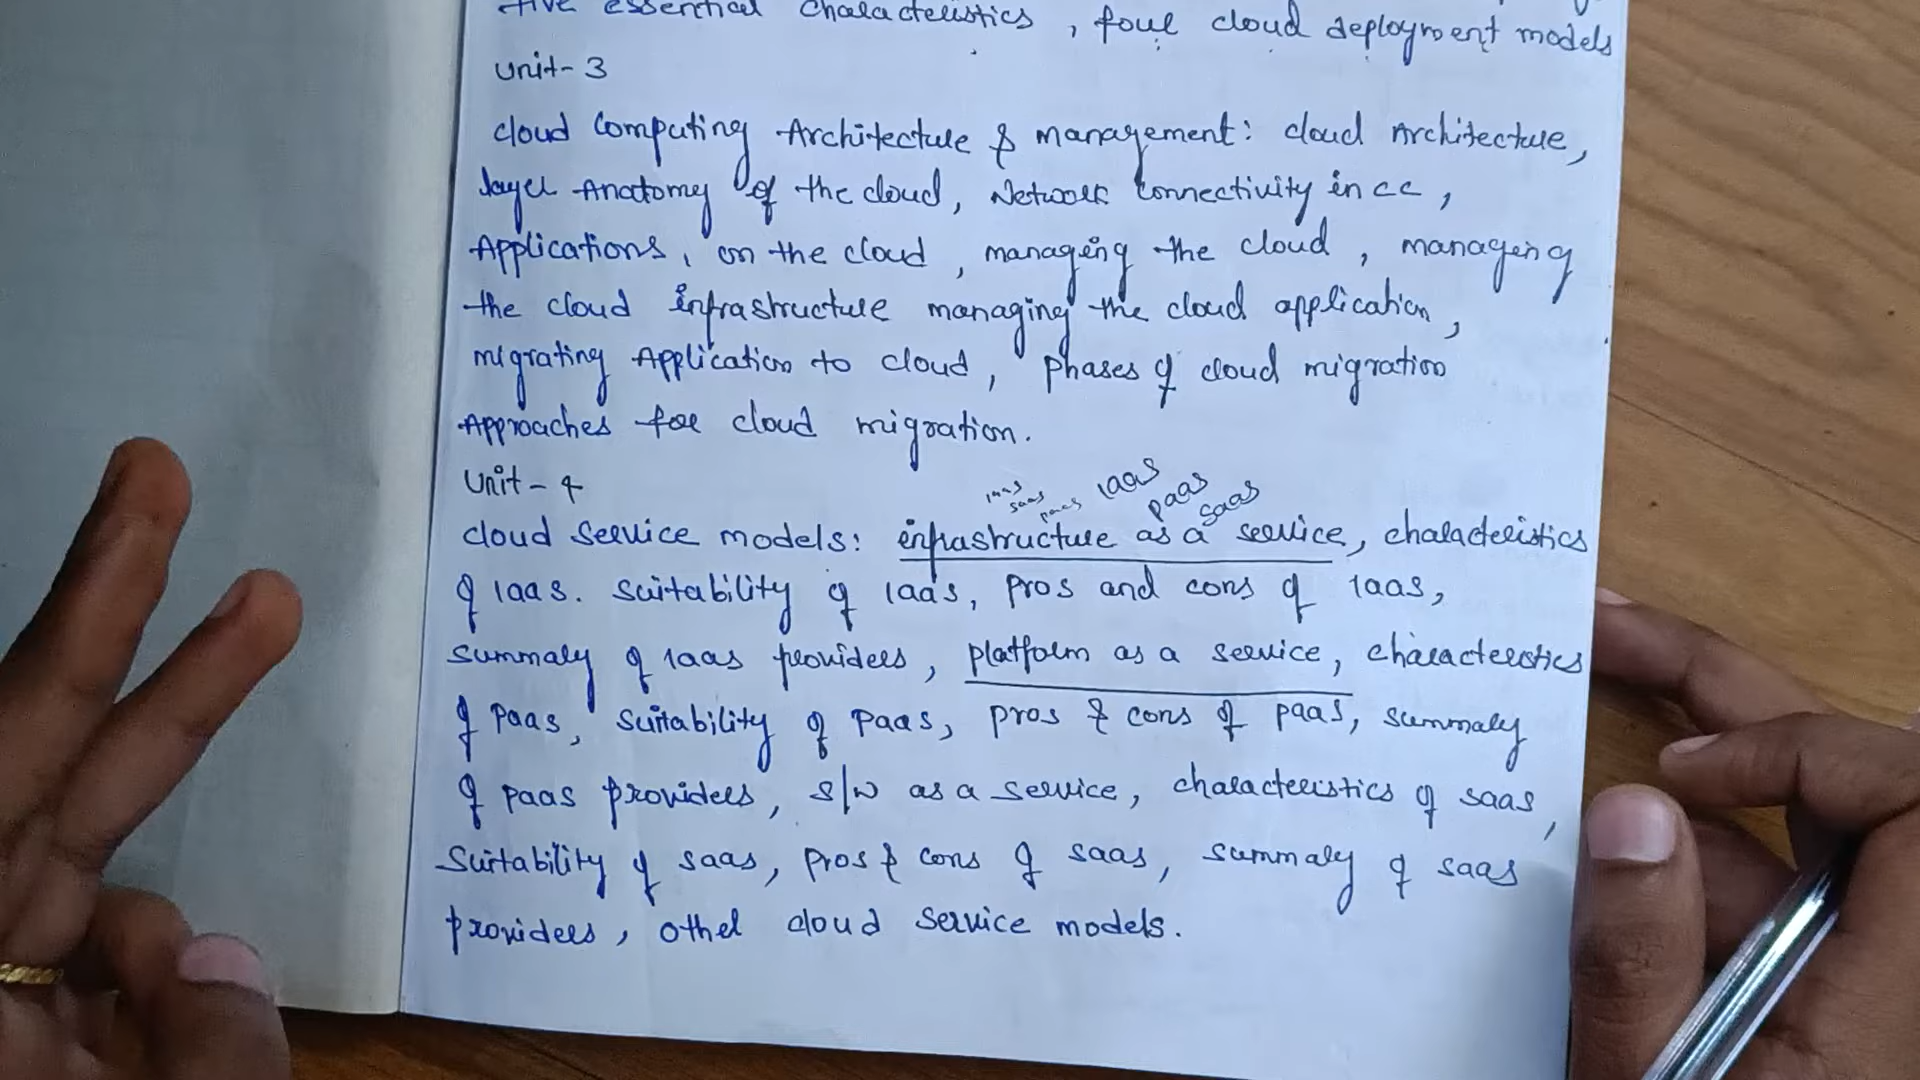 five essential characteristics, four cloud deployment models
Unit-3
cloud computing Architecture & management: cloud Architecture,
layer Anatomy of the cloud, Network Connectivity in cc,
Applications, on the cloud, managing the cloud, managing
the cloud infrastructure managing the cloud application,
migrating Application to cloud, phases of cloud migration
Approaches for cloud migration.
Unit-4
iaas saas paas iaas paas saas
cloud service models: infrastructure as a service, characteristics
of iaas. suitability of iaas, pros and cons of iaas,
summary of iaas providers, platform as a service, characterstics
of paas, suitability of paas, pros & cons of paas, summary
of paas providers, s/w as a service, characteristics of saas,
suitability of saas, pros & cons of saas, summary of saas
providers, other cloud service models.